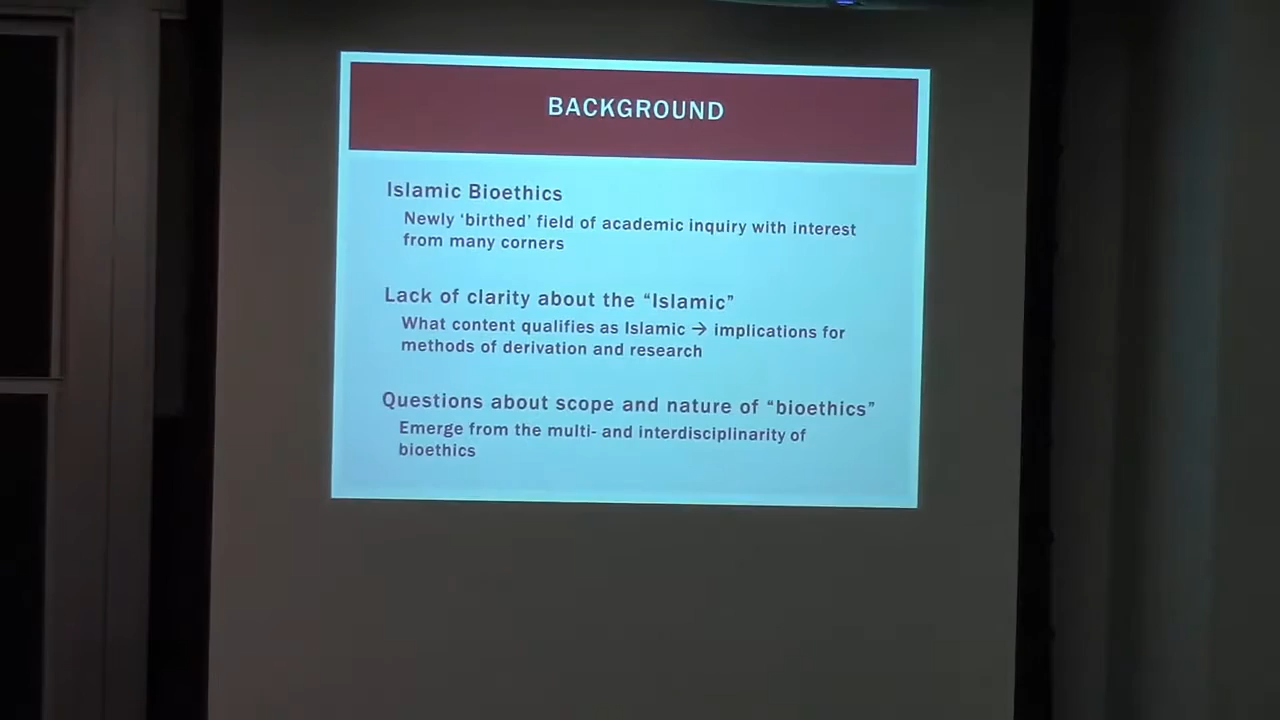 BACKGROUND
Islamic Bioethics
Newly ‘birthed’ field of academic inquiry with interest
from many corners
Lack of clarity about the “Islamic”
What content qualifies as Islamic → implications for
methods of derivation and research
Questions about scope and nature of “bioethics”
Emerge from the multi- and interdisciplinarity of
bioethics